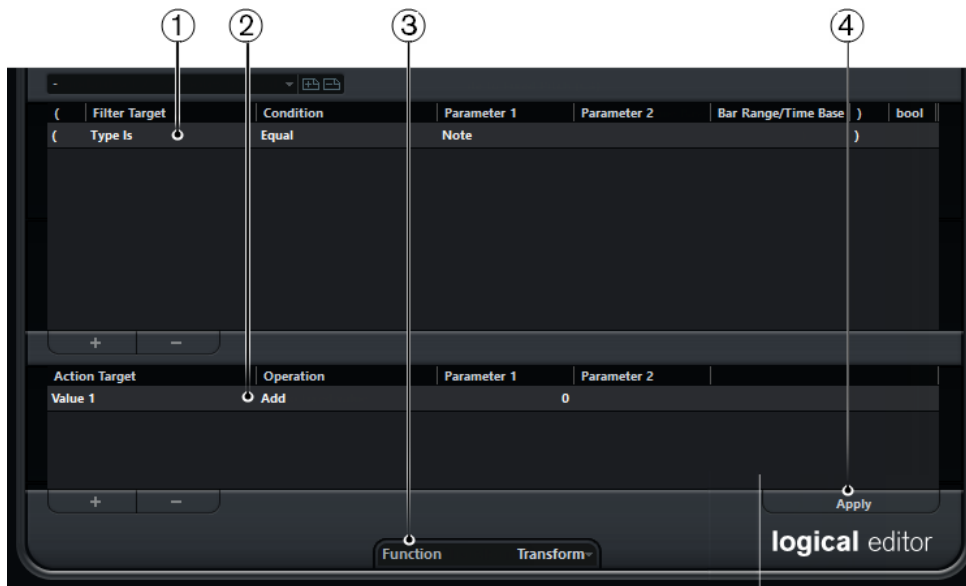 1 2 3 4
-
( Filter Target Condition Parameter 1 Parameter 2 Bar Range/Time Base ) bool
( Type Is Equal Note )
+ −
Action Target Operation Parameter 1 Parameter 2
Value 1 Add 0
+ −
Apply
Function Transform
logical editor